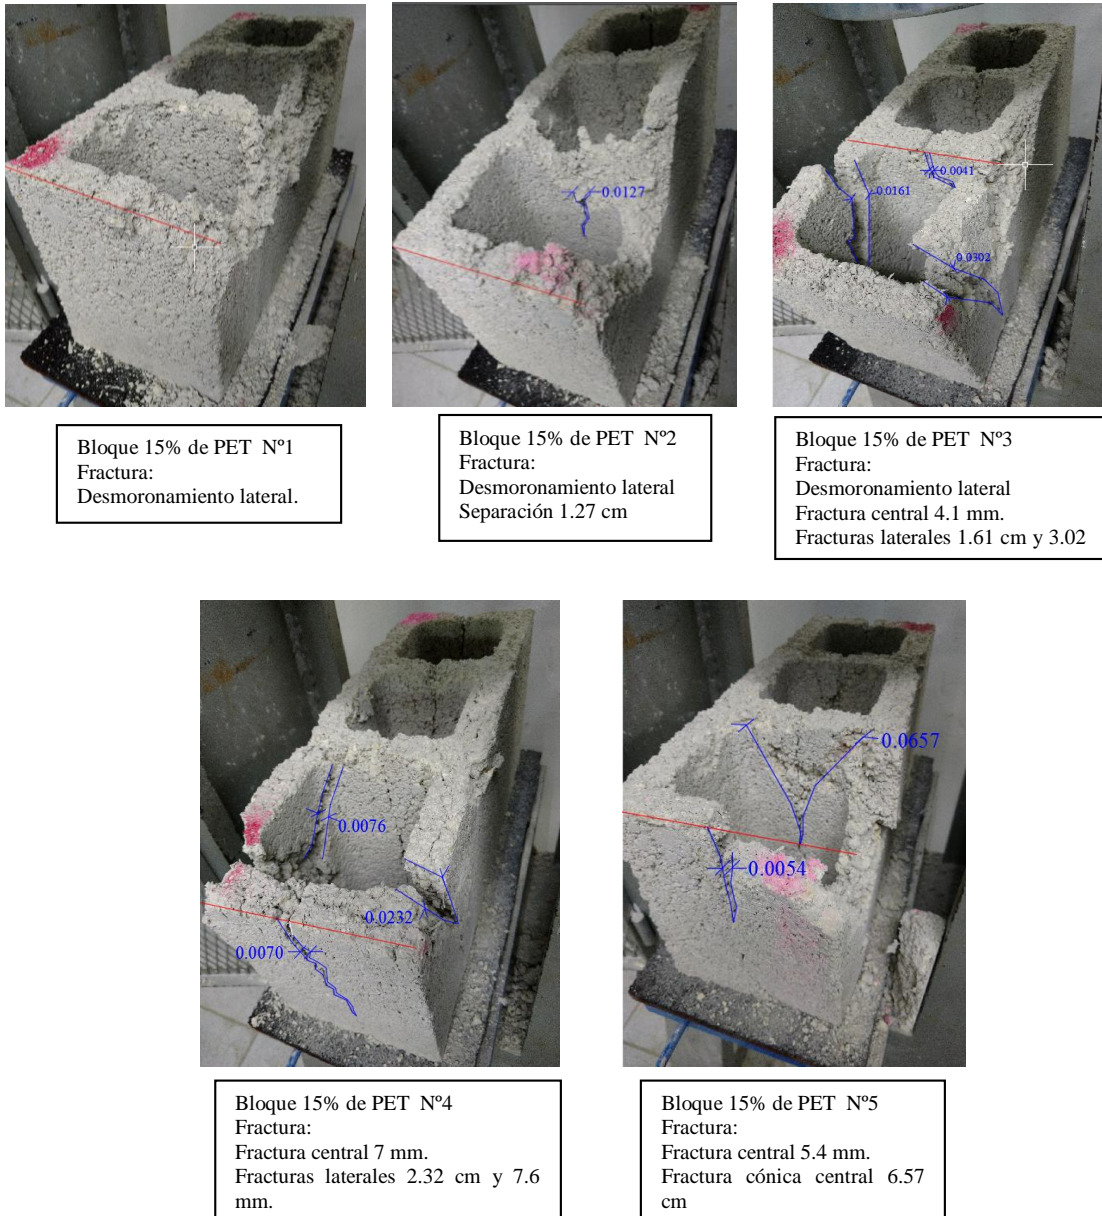 0.0127
0.0041
0.0161
0.0302
Bloque 15% de PET Nº1
Fractura:
Desmoronamiento lateral.
Bloque 15% de PET Nº2
Fractura:
Desmoronamiento lateral
Separación 1.27 cm
Bloque 15% de PET Nº3
Fractura:
Desmoronamiento lateral
Fractura central 4.1 mm.
Fracturas laterales 1.61 cm y 3.02
0.0076
0.0232
0.0070
0.0657
0.0054
Bloque 15% de PET Nº4
Fractura:
Fractura central 7 mm.
Fracturas laterales 2.32 cm y 7.6
mm.
Bloque 15% de PET Nº5
Fractura:
Fractura central 5.4 mm.
Fractura cónica central 6.57
cm